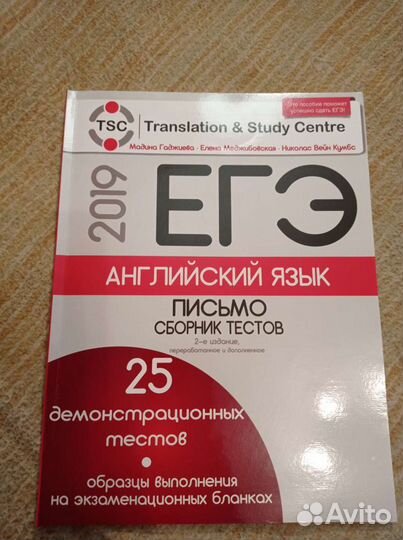 Это пособие поможет
успешно сдать ЕГЭ!
TSC Translation & Study Centre
Мадина Гаджиева · Елена Меджибовская · Николас Вейн Кумбс
2019
ЕГЭ
АНГЛИЙСКИЙ ЯЗЫК
ПИСЬМО
СБОРНИК ТЕСТОВ
2-е издание,
переработанное и дополненное
25
демонстрационных
тестов
•
образцы выполнения
на экзаменационных бланках
Avito